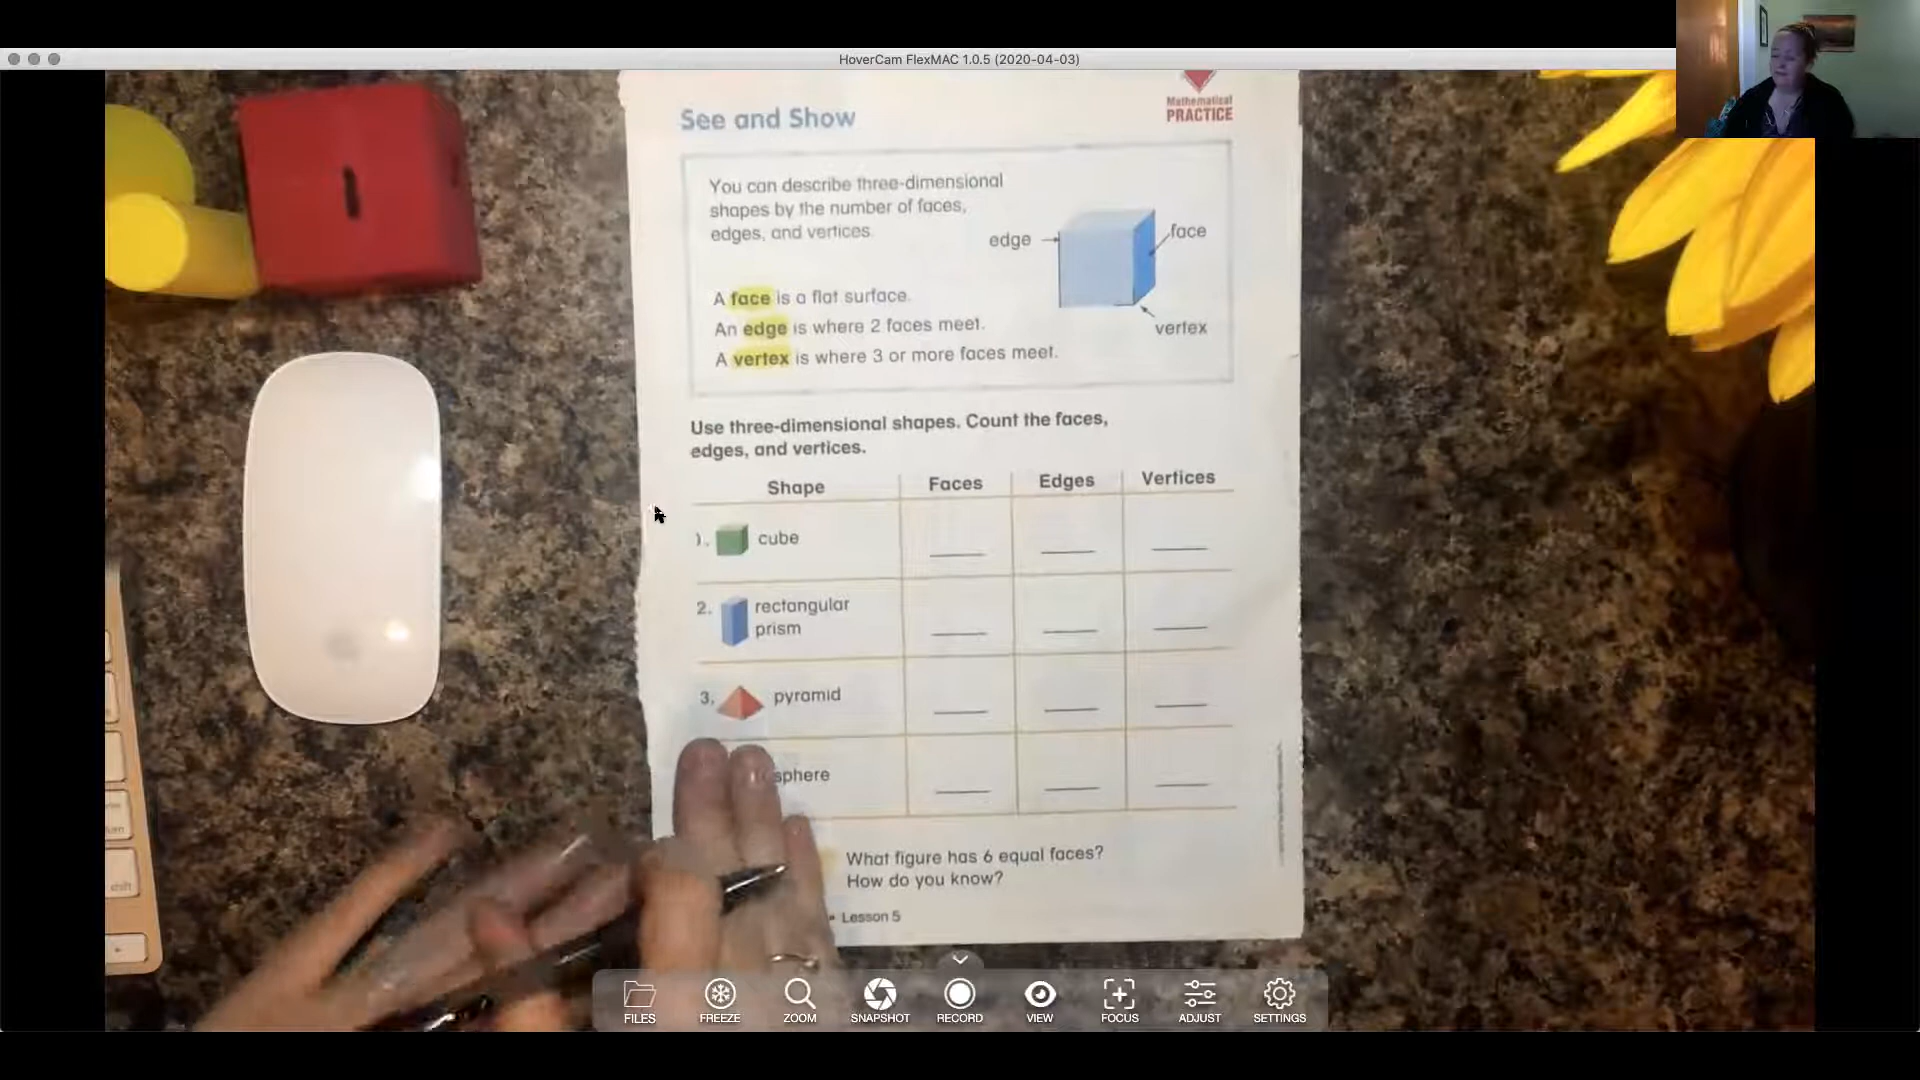 HoverCam FlexMAC 1.0.5 (2020-04-03)
See and Show
Mathematical
PRACTICE
You can describe three-dimensional
shapes by the number of faces,
edges, and vertices.
edge
face
vertex
A face is a flat surface.
An edge is where 2 faces meet.
A vertex is where 3 or more faces meet.
Use three-dimensional shapes. Count the faces,
edges, and vertices.
Shape Faces Edges Vertices
1. cube
2. rectangular
prism
3. pyramid
sphere
What figure has 6 equal faces?
How do you know?
• Lesson 5
shift
FILES FREEZE ZOOM SNAPSHOT RECORD VIEW FOCUS ADJUST SETTINGS